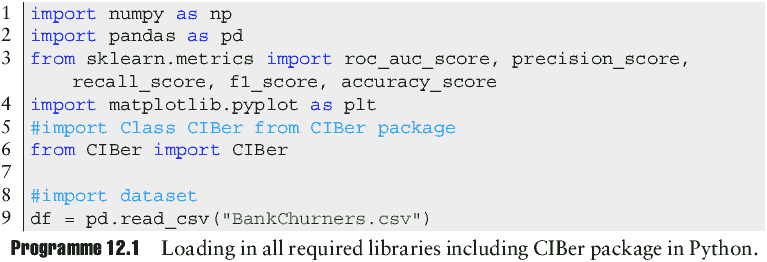 1 import numpy as np
2 import pandas as pd
3 from sklearn.metrics import roc_auc_score, precision_score,
recall_score, f1_score, accuracy_score
4 import matplotlib.pyplot as plt
5 #import Class CIBer from CIBer package
6 from CIBer import CIBer
7
8 #import dataset
9 df = pd.read_csv("BankChurners.csv")
Programme 12.1 Loading in all required libraries including CIBer package in Python.